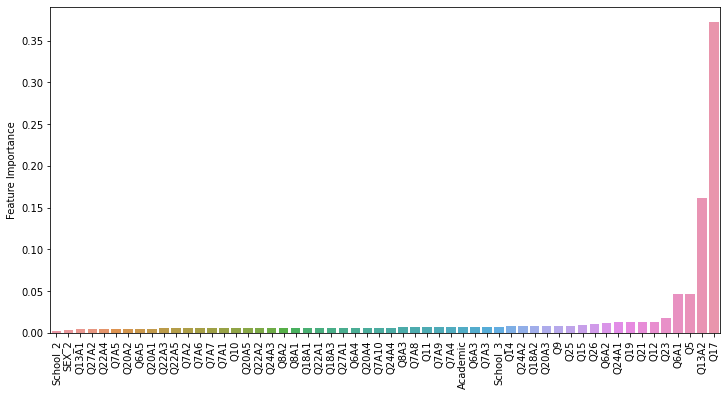 0.35
0.30
0.25
0.20
0.15
0.10
0.05
0.00
Feature Importance
School_2
SEX_2
Q13A1
Q27A2
Q22A4
Q7A5
Q20A2
Q6A5
Q20A1
Q22A3
Q22A5
Q7A2
Q7A6
Q7A7
Q7A1
Q10
Q20A5
Q22A2
Q24A3
Q8A2
Q8A1
Q18A1
Q22A1
Q18A3
Q27A1
Q6A4
Q20A4
Q7A10
Q24A4
Q8A3
Q7A8
Q11
Q7A9
Q7A4
Academic
Q6A3
Q7A3
School_3
Q14
Q24A2
Q18A2
Q20A3
Q9
Q25
Q15
Q26
Q6A2
Q24A1
Q19
Q21
Q12
Q23
Q6A1
Q5
Q13A2
Q17